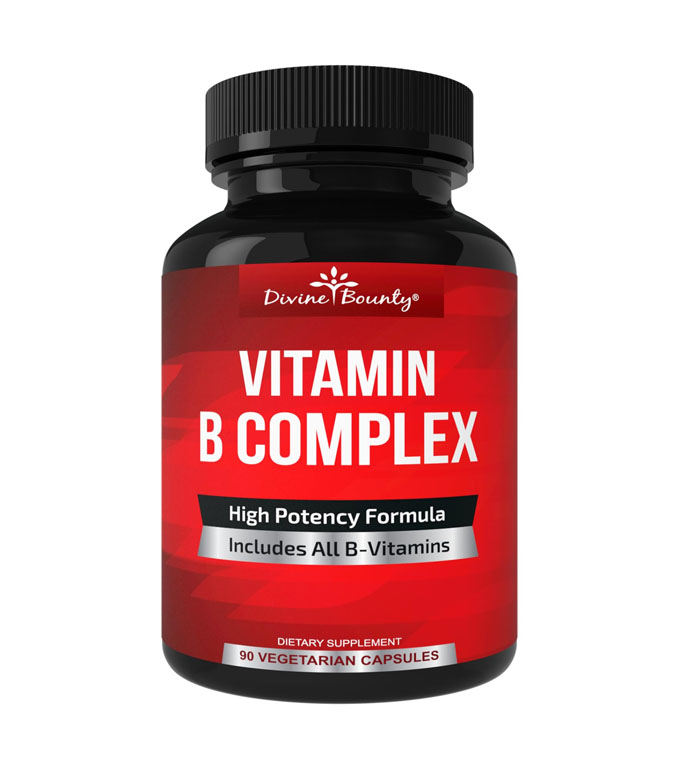 Divine Bounty®
VITAMIN
B COMPLEX
High Potency Formula
Includes All B-Vitamins
DIETARY SUPPLEMENT
90 VEGETARIAN CAPSULES